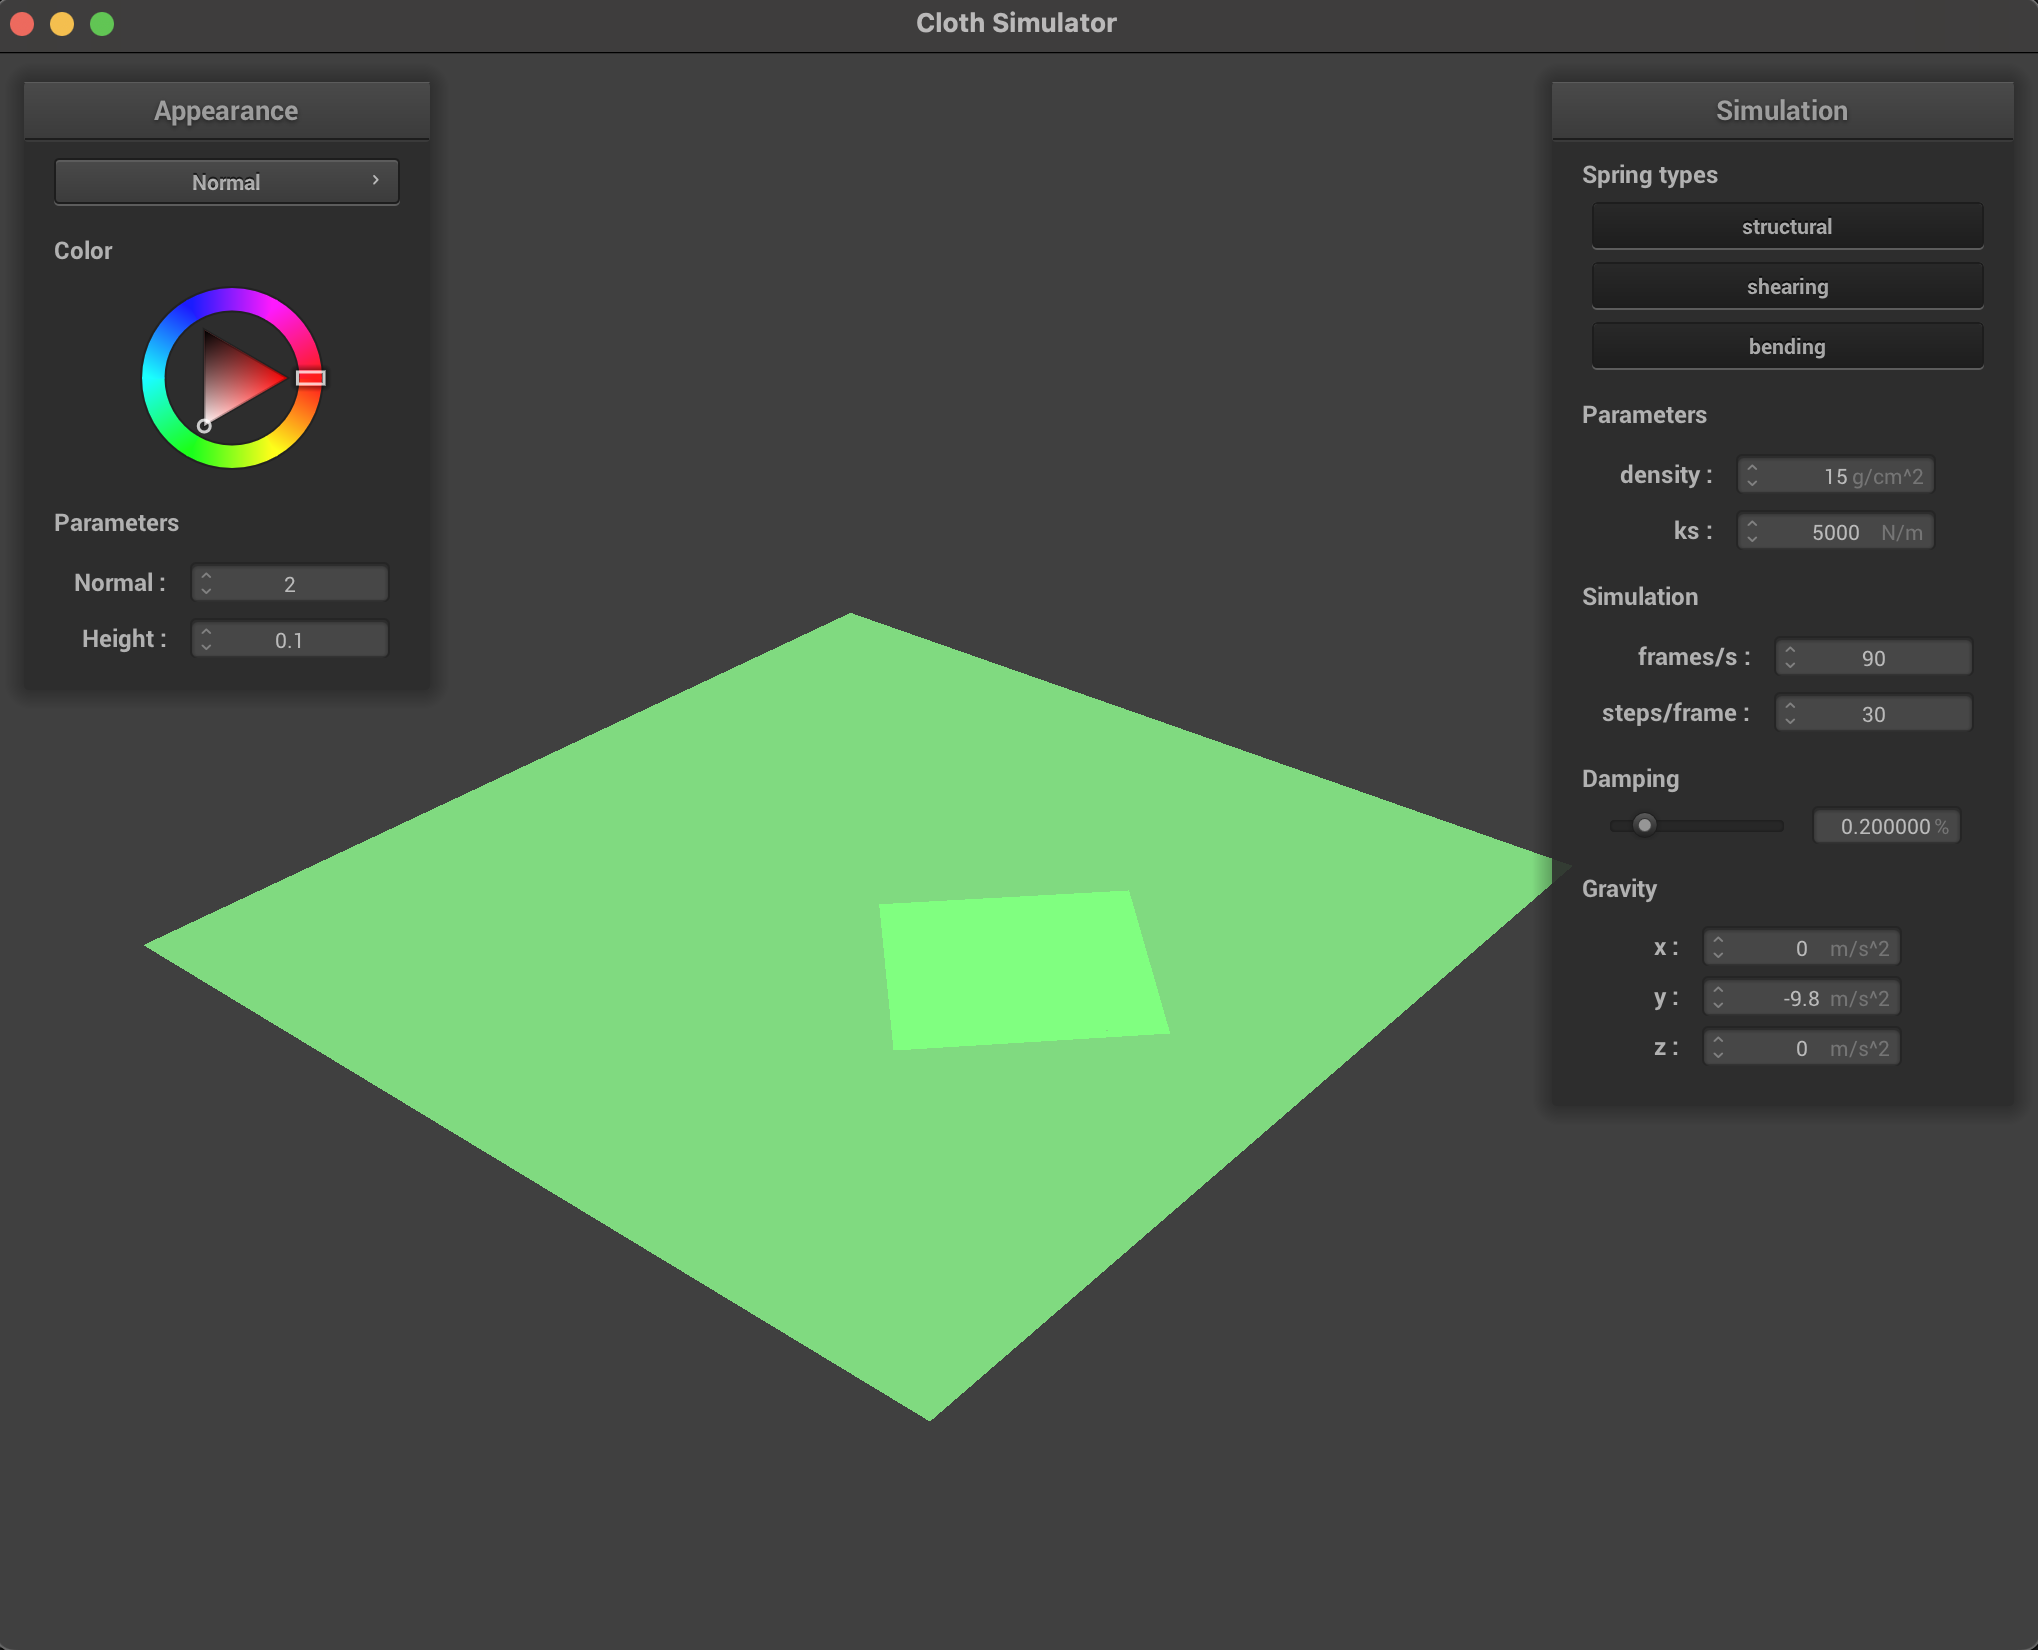 Cloth Simulator
Appearance
Normal
Color
Parameters
Normal : 2
Height : 0.1
Simulation
Spring types
structural
shearing
bending
Parameters
density : 15 g/cm^2
ks : 5000 N/m
Simulation
frames/s : 90
steps/frame : 30
Damping
0.200000 %
Gravity
x : 0 m/s^2
y : -9.8 m/s^2
z : 0 m/s^2